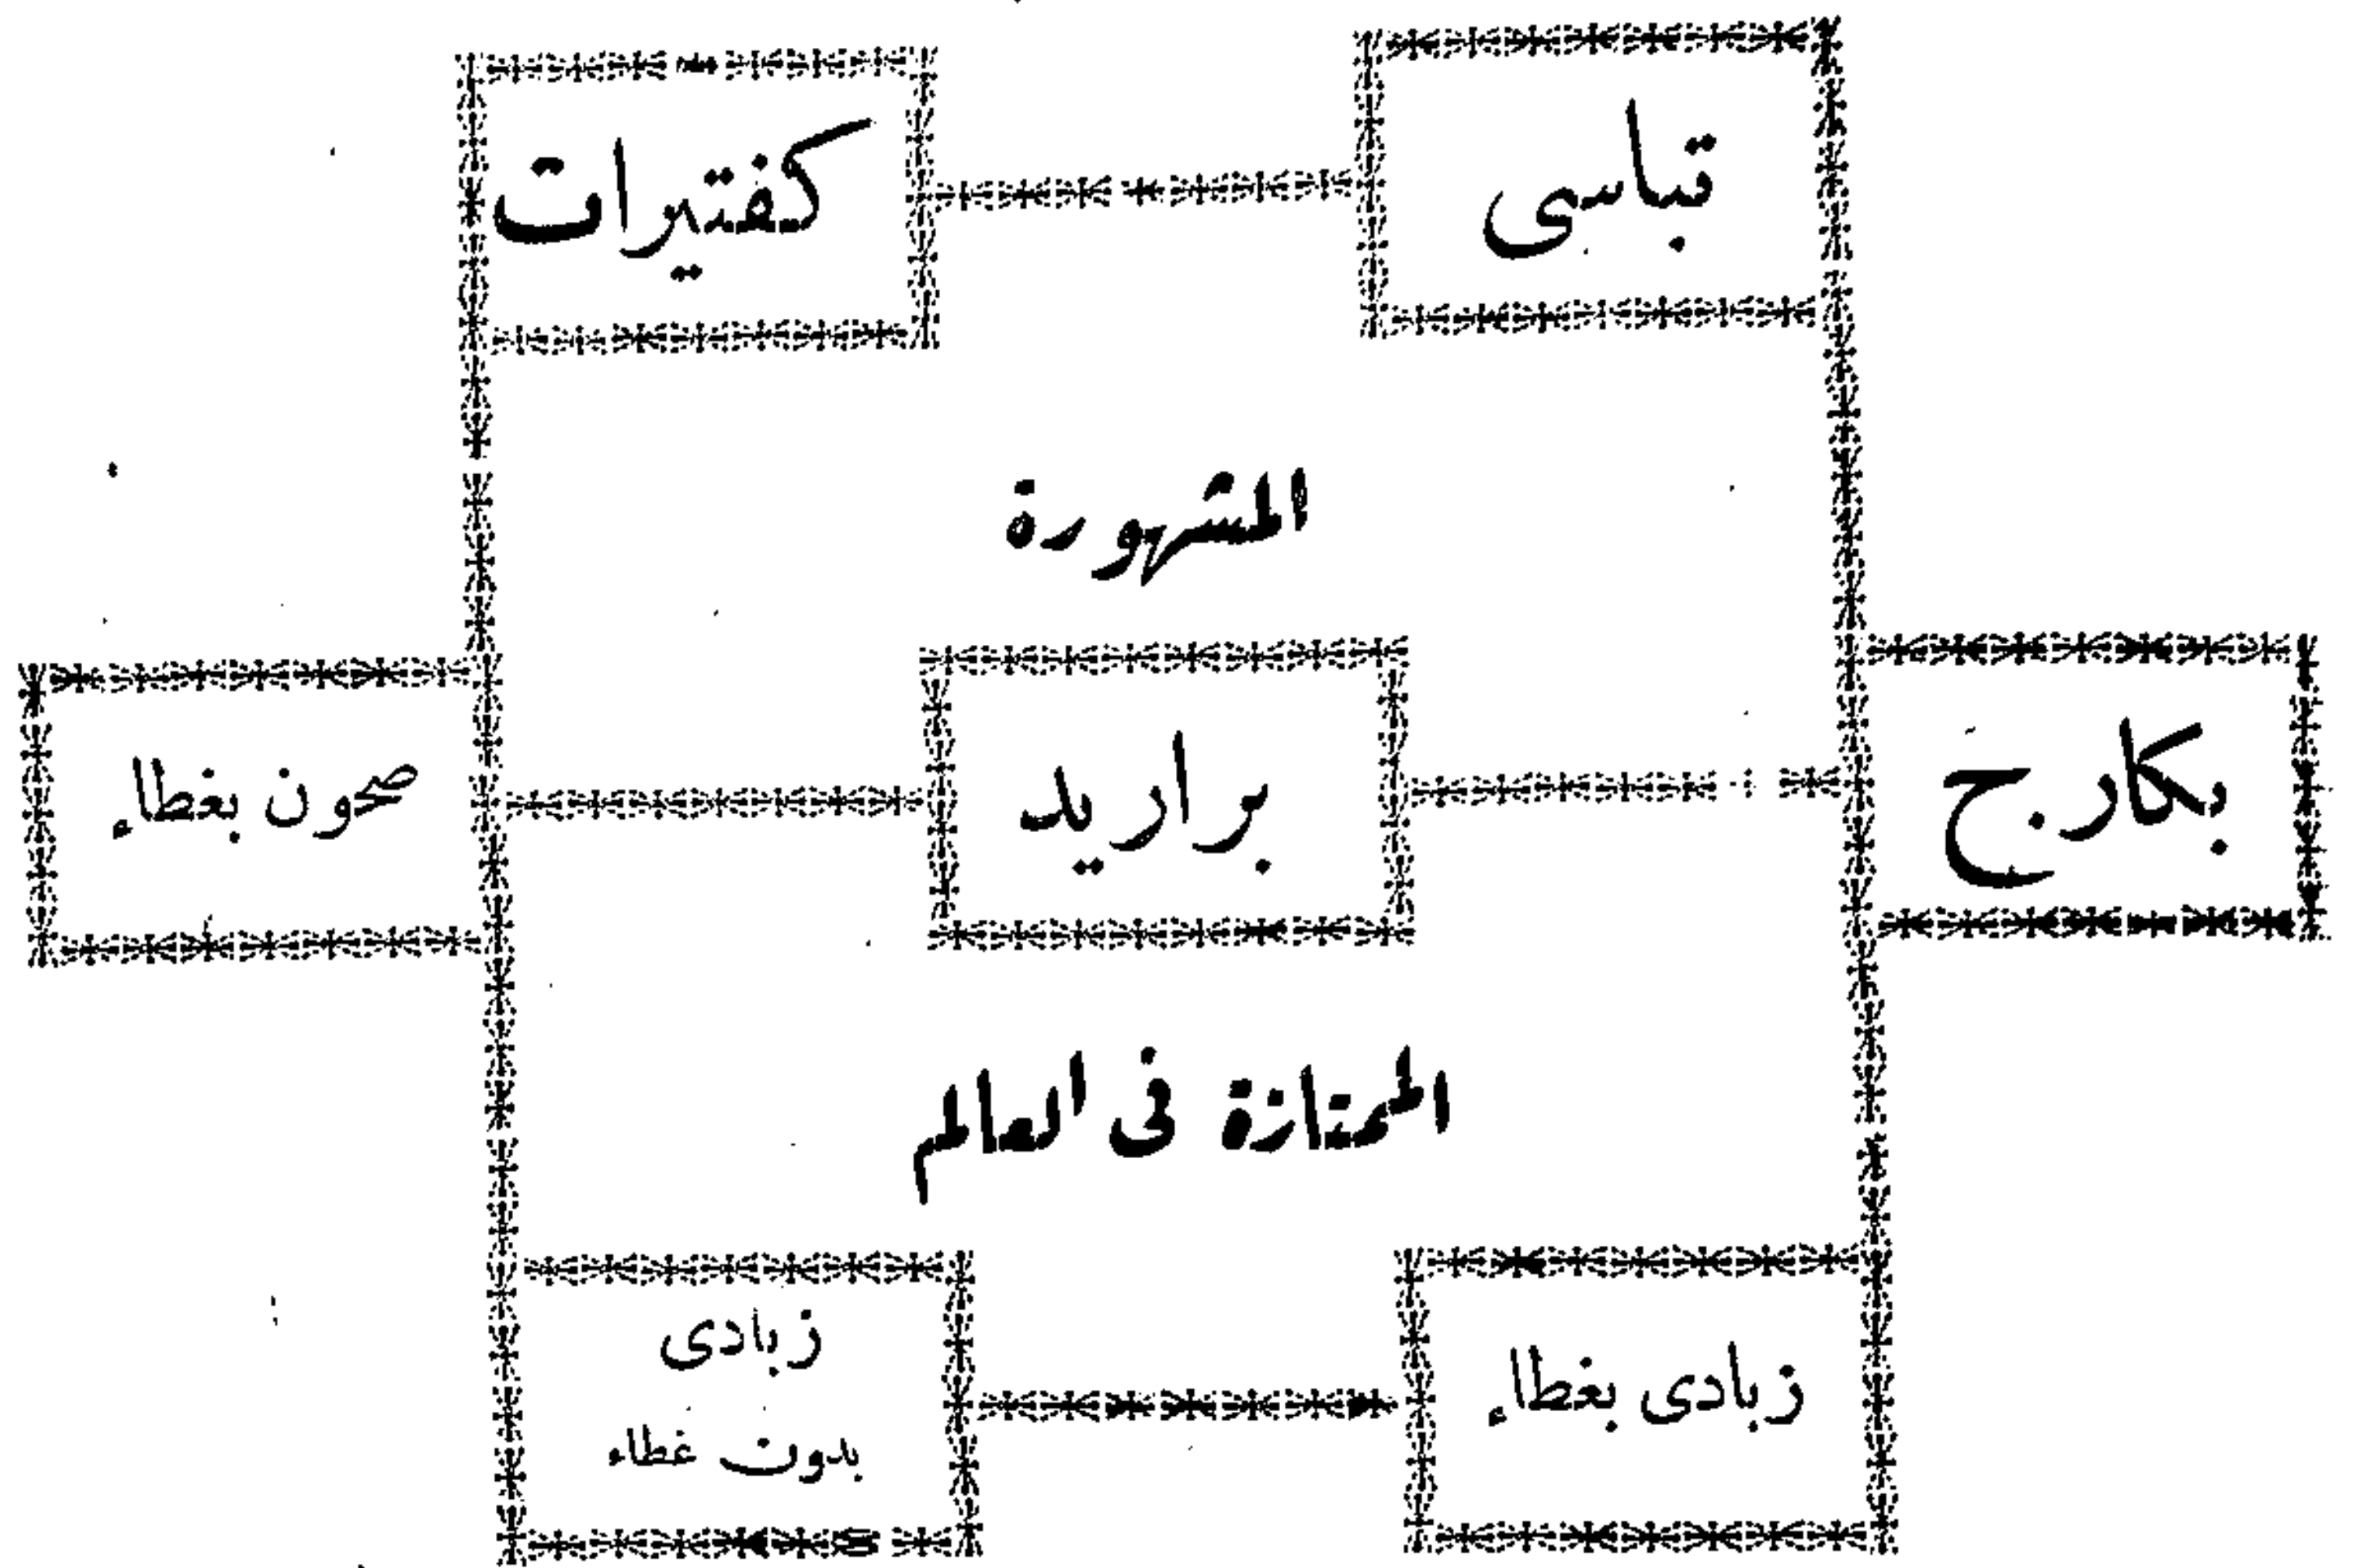 تباسى
كفتيرات
المشهورة
بكارج
براريد
صحون بغطاء
الممتازة فى العالم
زبادى بغطاء
زبادى
بدون غطاء